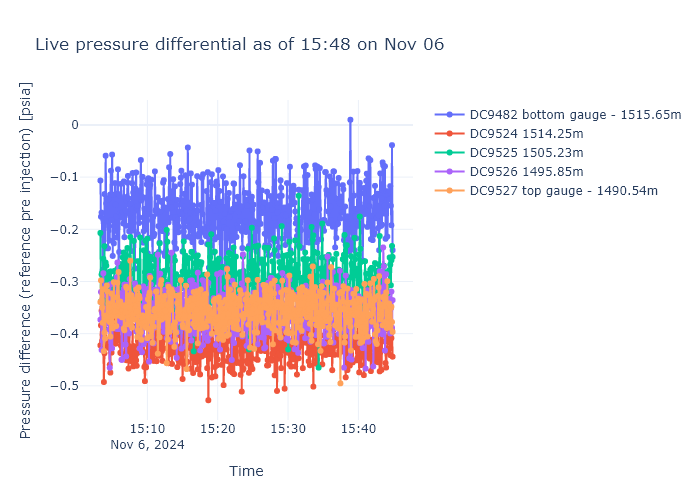 Live pressure differential as of 15:48 on Nov 06
Pressure difference (reference pre injection) [psia]
0
−0.1
−0.2
−0.3
−0.4
−0.5
15:10
Nov 6, 2024
15:20
15:30
15:40
Time
DC9482 bottom gauge - 1515.65m
DC9524 1514.25m
DC9525 1505.23m
DC9526 1495.85m
DC9527 top gauge - 1490.54m